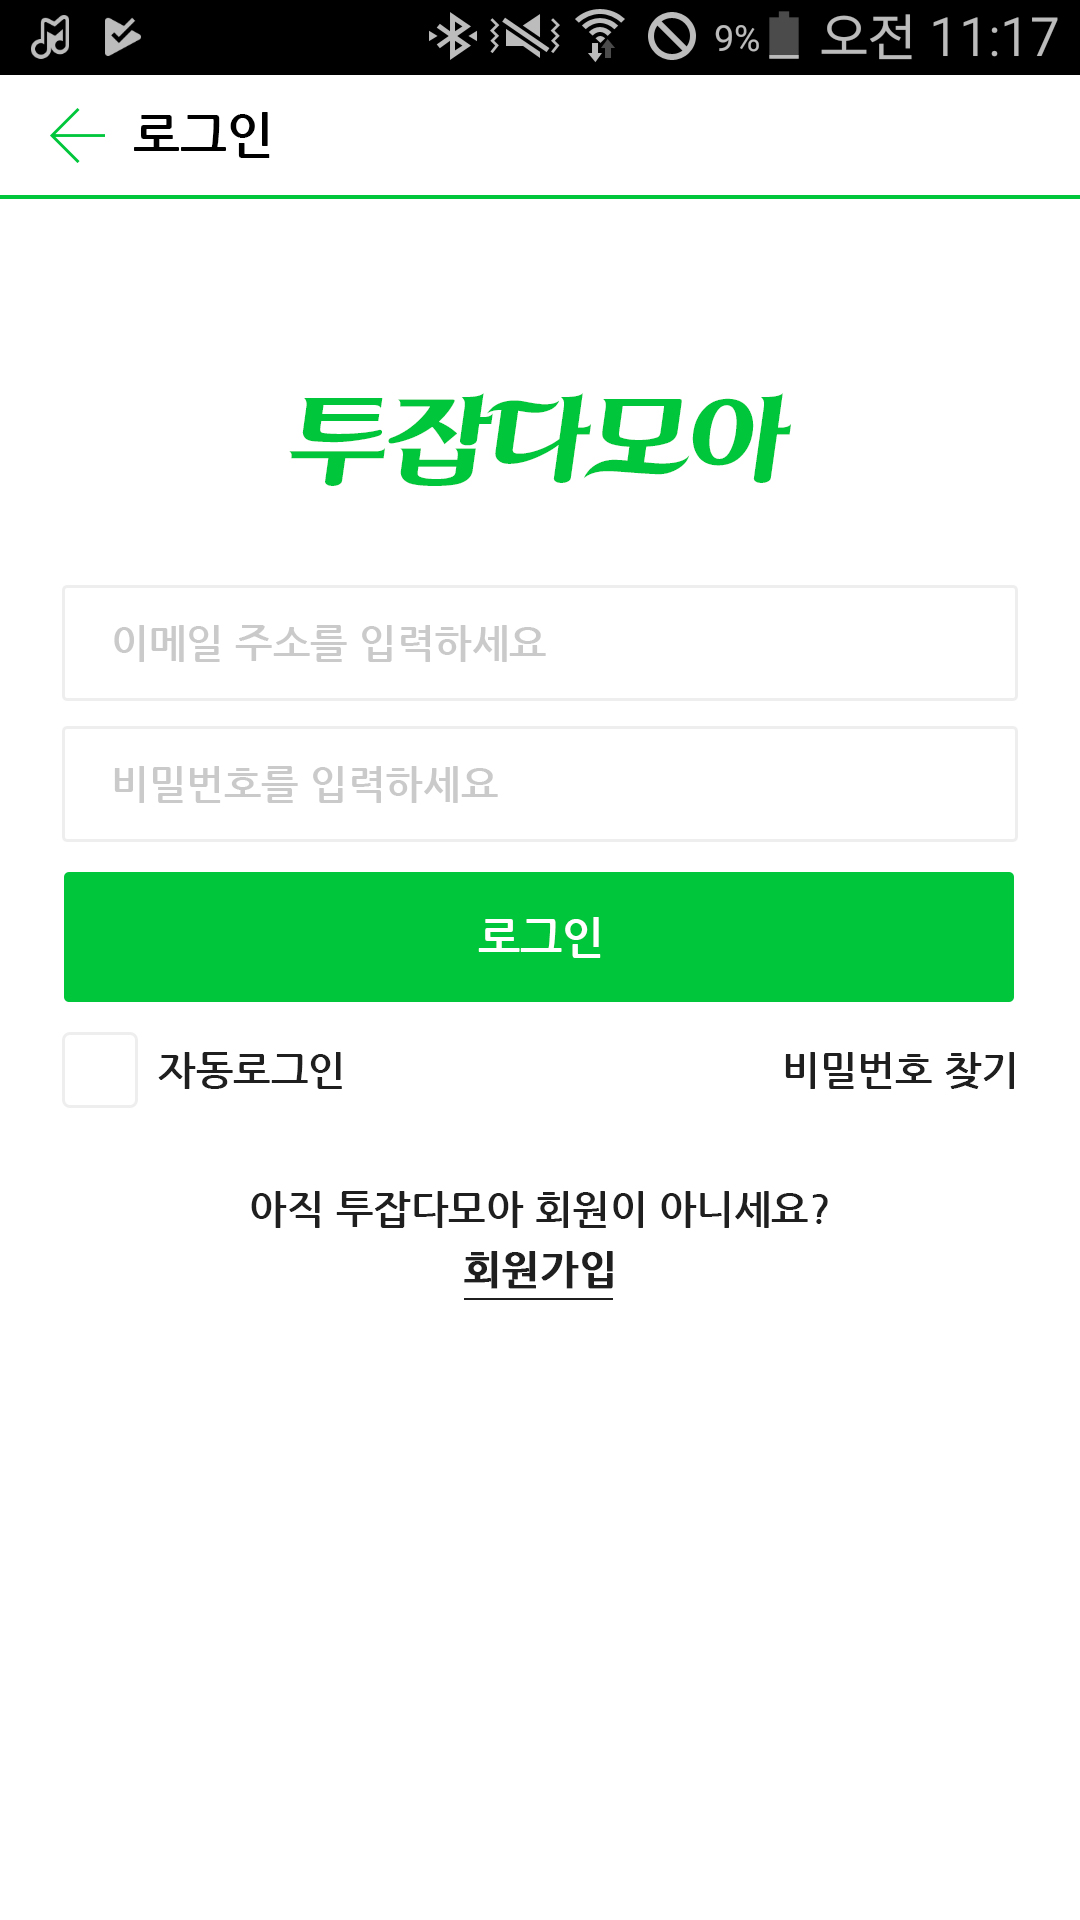 9% 오전 11:17
로그인
투잡다모아
이메일 주소를 입력하세요
비밀번호를 입력하세요
로그인
자동로그인 비밀번호 찾기
아직 투잡다모아 회원이 아니세요?
회원가입